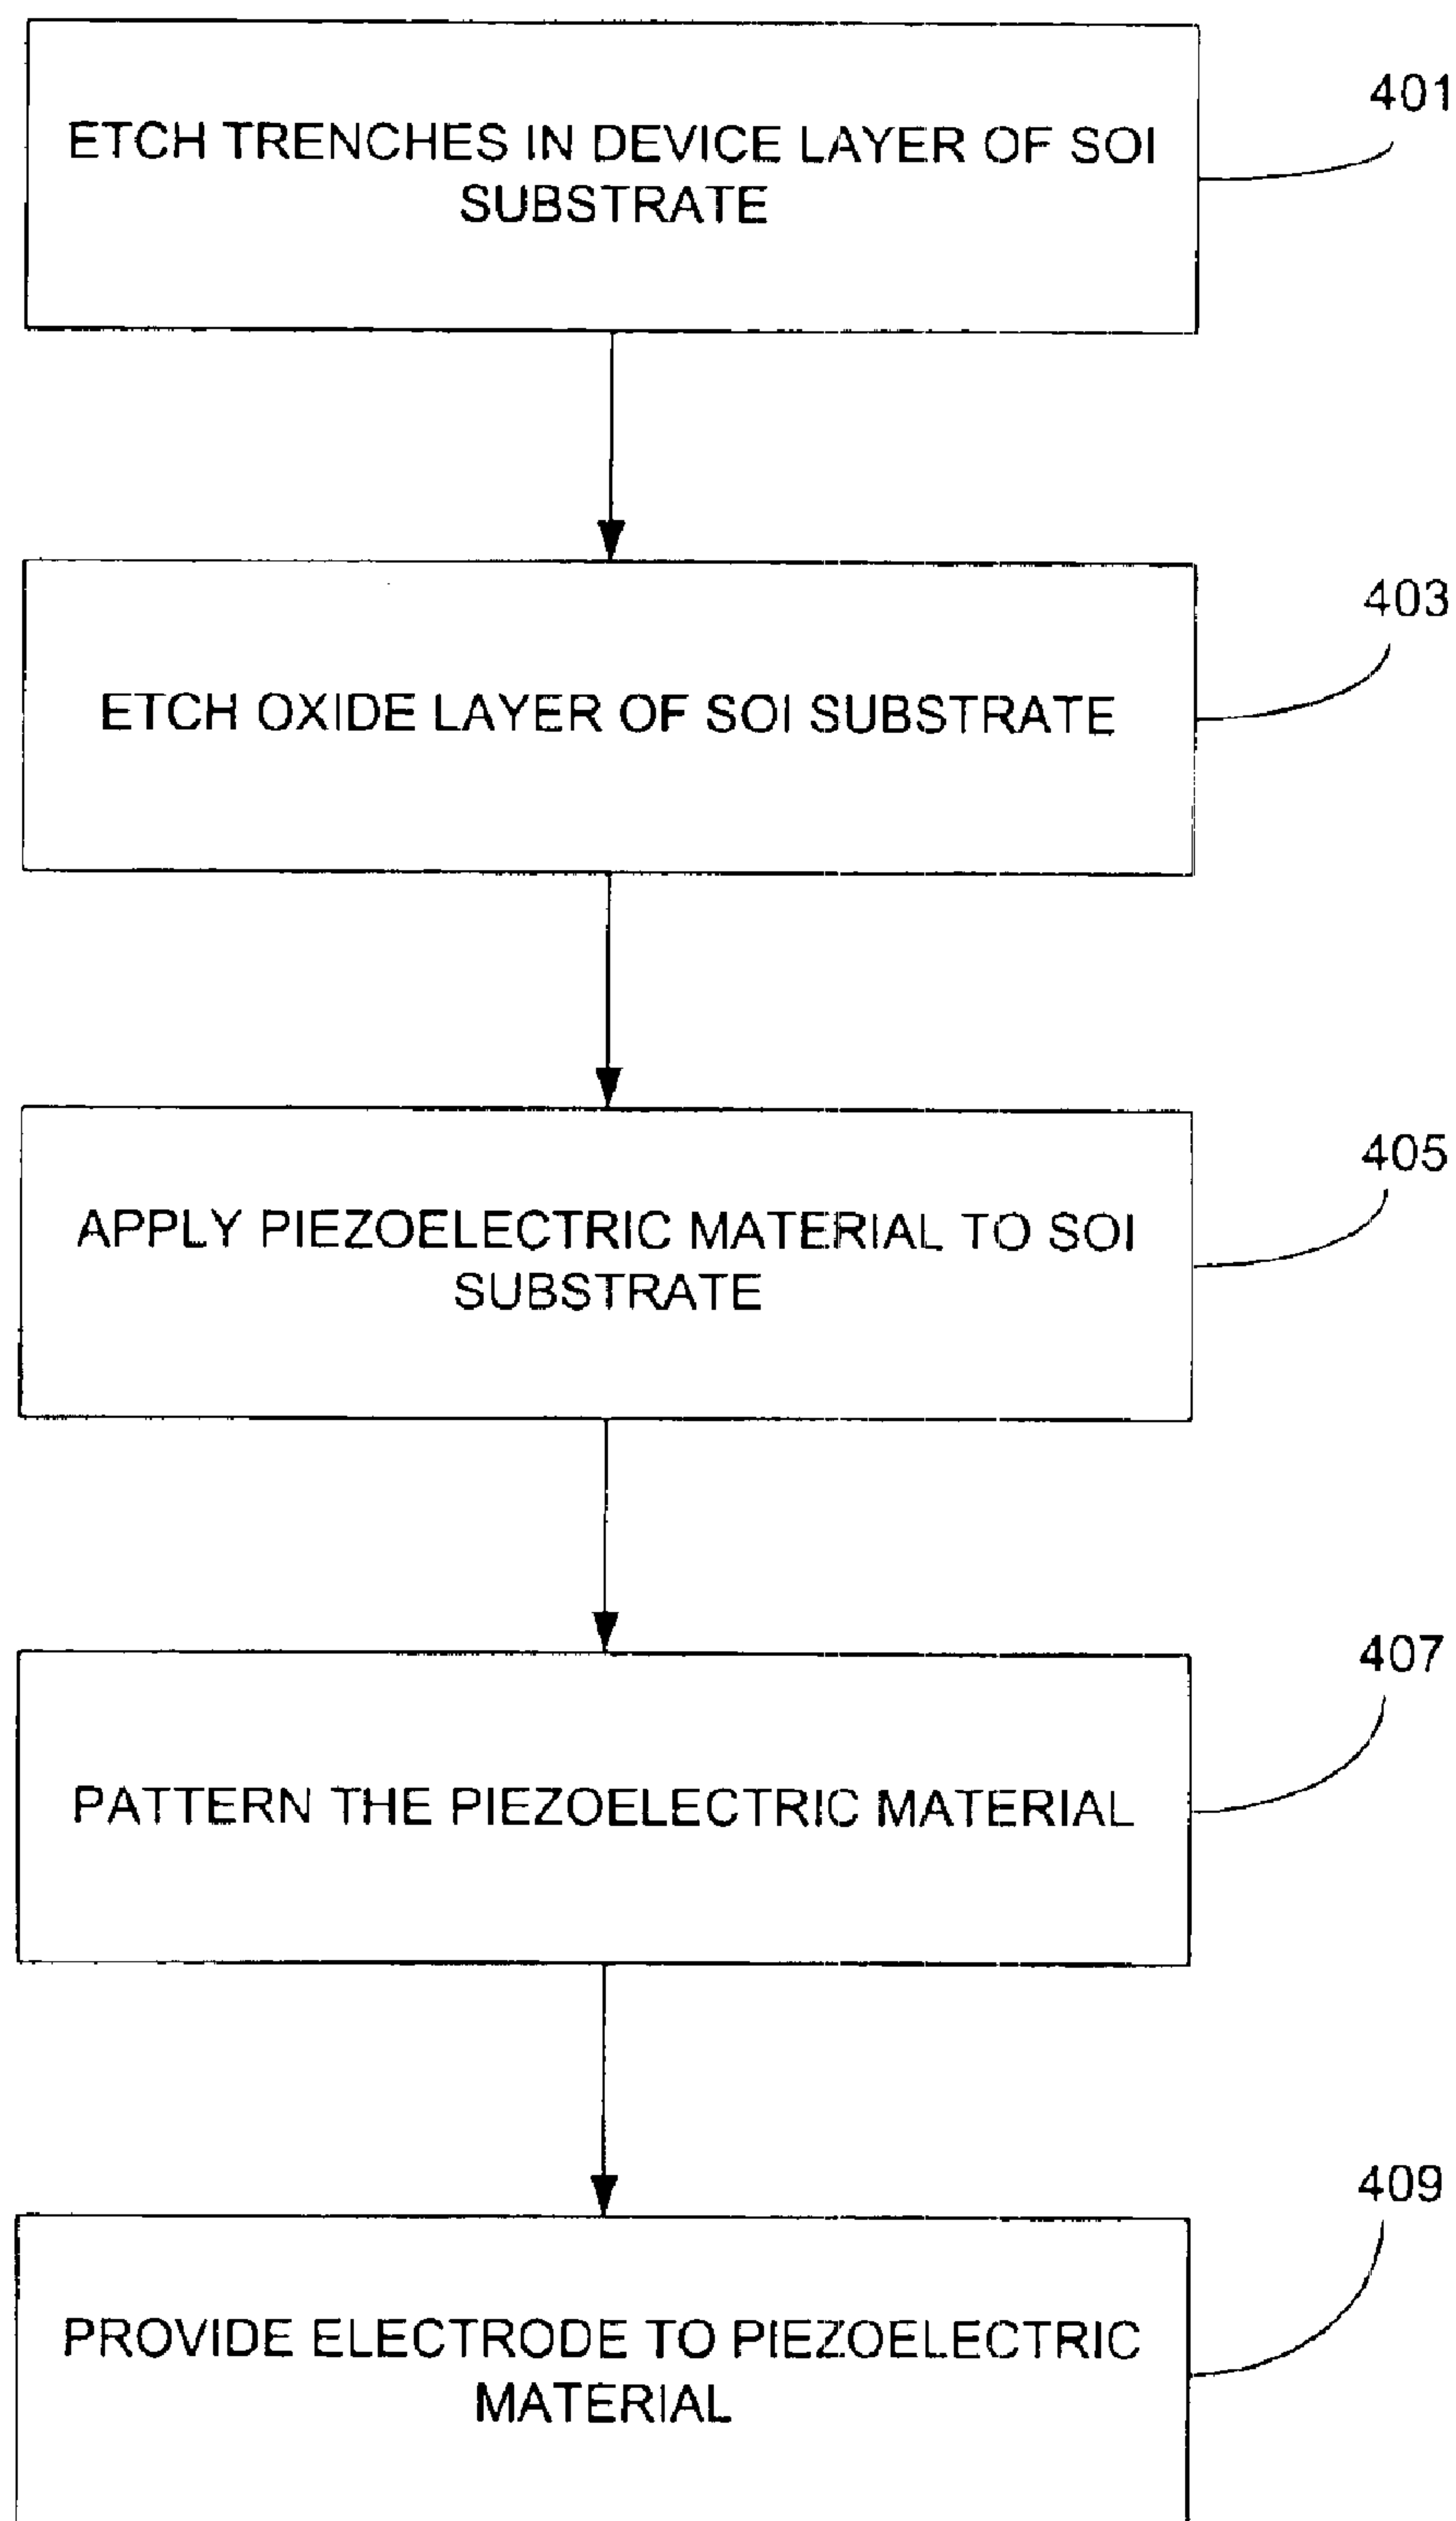 401
ETCH TRENCHES IN DEVICE LAYER OF SOI
SUBSTRATE
403
ETCH OXIDE LAYER OF SOI SUBSTRATE
405
APPLY PIEZOELECTRIC MATERIAL TO SOI
SUBSTRATE
407
PATTERN THE PIEZOELECTRIC MATERIAL
409
PROVIDE ELECTRODE TO PIEZOELECTRIC
MATERIAL